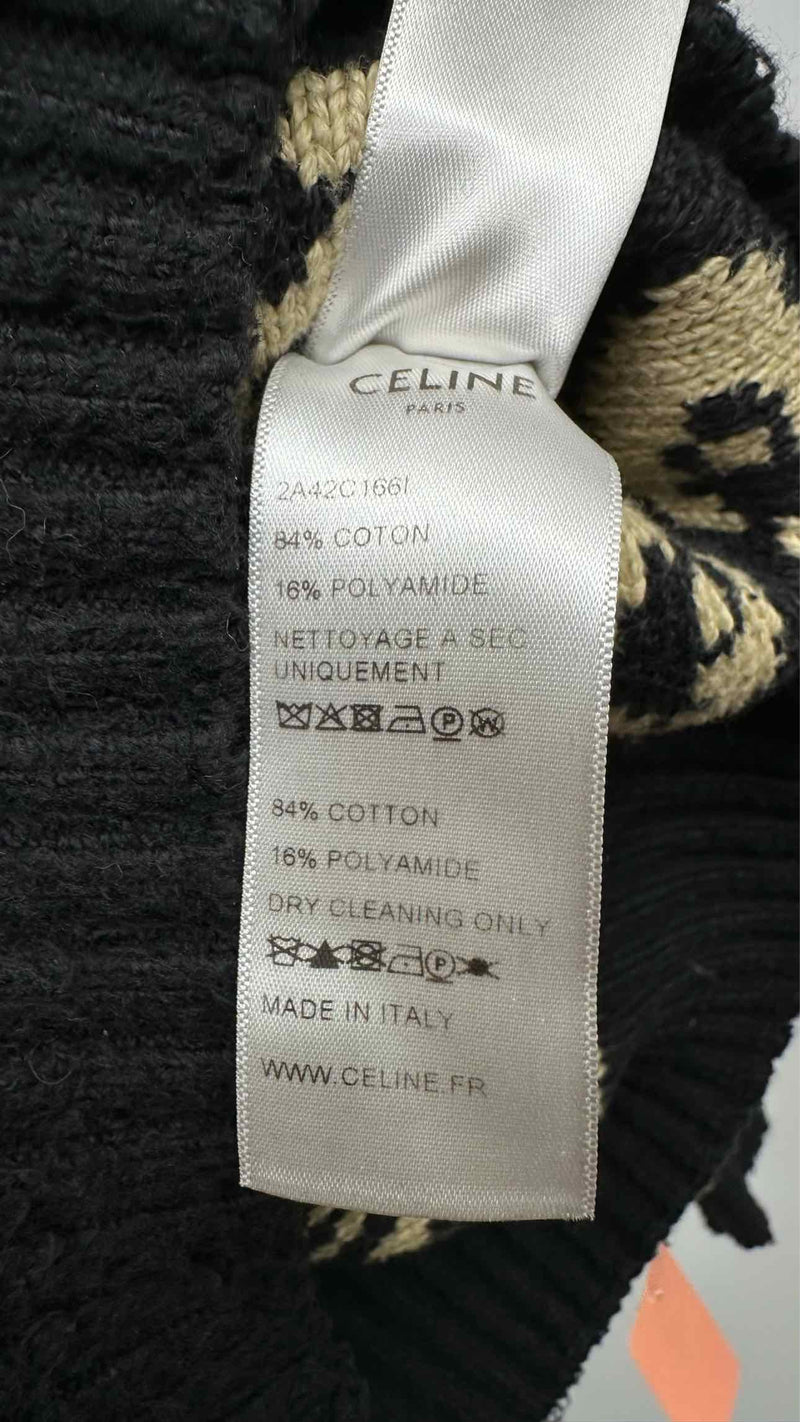 CELINE
PARIS
2A42C166I
84% COTON
16% POLYAMIDE
NETTOYAGE A SEC
UNIQUEMENT
P W
84% COTTON
16% POLYAMIDE
DRY CLEANING ONLY
P
MADE IN ITALY
WWW.CELINE.FR